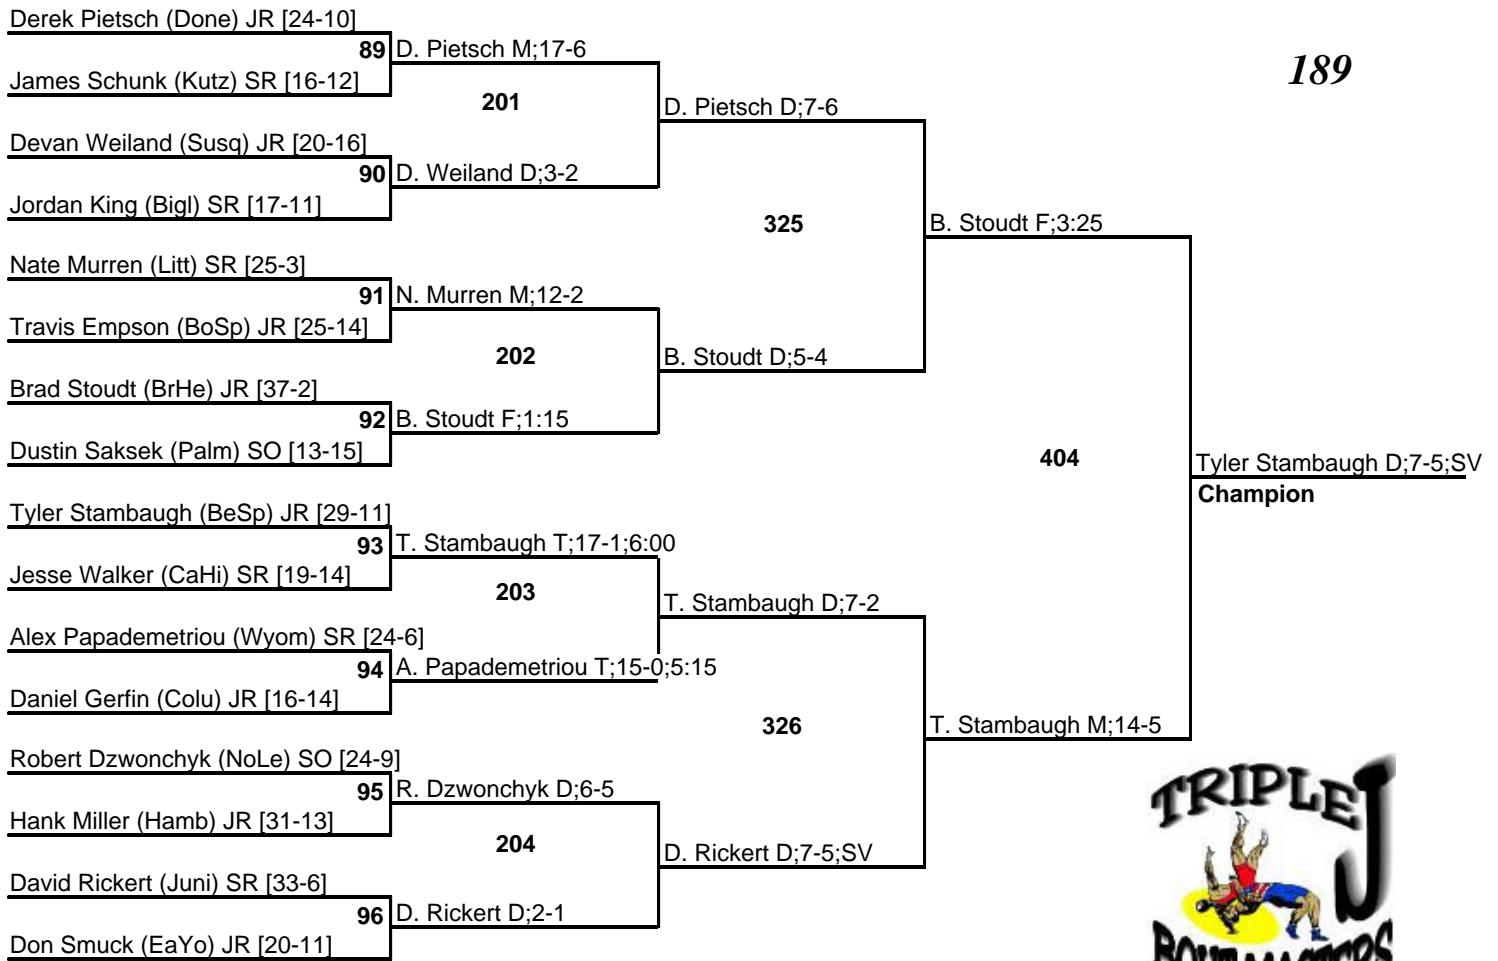 189
Derek Pietsch (Done) JR [24-10]
89 D. Pietsch M;17-6
James Schunk (Kutz) SR [16-12]
201
D. Pietsch D;7-6
Devan Weiland (Susq) JR [20-16]
90 D. Weiland D;3-2
Jordan King (Bigl) SR [17-11]
325
B. Stoudt F;3:25
Nate Murren (Litt) SR [25-3]
91 N. Murren M;12-2
Travis Empson (BoSp) JR [25-14]
202
B. Stoudt D;5-4
Brad Stoudt (BrHe) JR [37-2]
92 B. Stoudt F;1:15
Dustin Saksek (Palm) SO [13-15]
404
Tyler Stambaugh D;7-5;SV
Champion
Tyler Stambaugh (BeSp) JR [29-11]
93 T. Stambaugh T;17-1;6:00
Jesse Walker (CaHi) SR [19-14]
203
T. Stambaugh D;7-2
Alex Papademetriou (Wyom) SR [24-6]
94 A. Papademetriou T;15-0;5:15
Daniel Gerfin (Colu) JR [16-14]
326
T. Stambaugh M;14-5
Robert Dzwonchyk (NoLe) SO [24-9]
95 R. Dzwonchyk D;6-5
Hank Miller (Hamb) JR [31-13]
204
D. Rickert D;7-5;SV
David Rickert (Juni) SR [33-6]
96 D. Rickert D;2-1
Don Smuck (EaYo) JR [20-11]
TRIPLE J
BOUT MASTERS